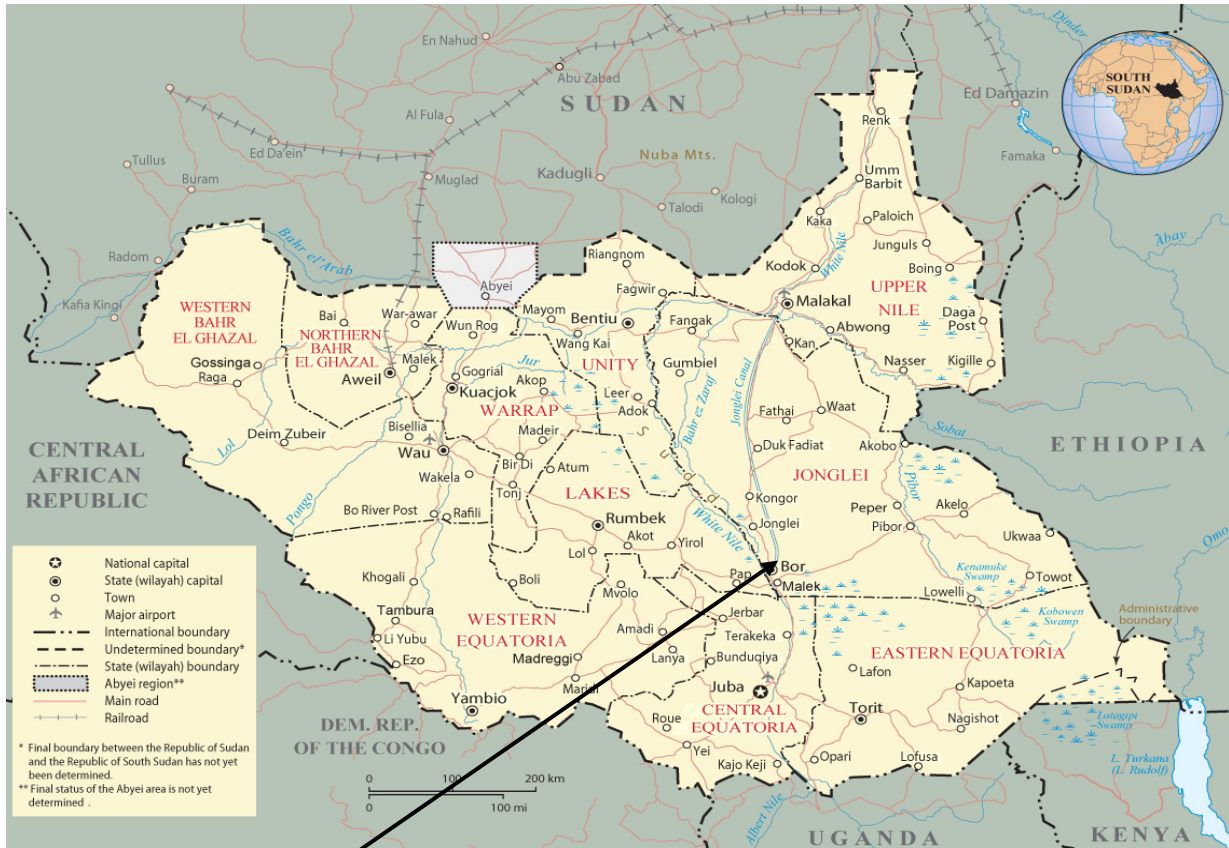 En Nahud
Abu Zabad
SUDAN
Dinder
SOUTH
SUDAN
Ed Damazin
Renk
Al Fula
Ed Da'ein
Nuba Mts.
Famaka
Tullus
Muglad
Kadugli
Umm
Barbit
Buram
Kologi
Talodi
Kaka
Paloich
Abay
Bahr el'Arab
White Nile
Junguls
Radom
Riangnom
Kodok
Boing
Abyei
UPPER
NILE
Kafia Kingi
Fagwir
Malakal
WESTERN
BAHR
EL GHAZAL
Bai
War-awar
Mayom
Bentiu
Daga
Post
Wun Rog
Fangak
Abwong
NORTHERN
BAHR
EL GHAZAL
Wang Kai
Kan
Gossinga
Malek
Jur
UNITY
Gumbiel
Nasser
Kigille
Raga
Aweil
Gogrial
Kuacjok
Akop
Leer
Bahr ez Zaraf
Jonglei Canal
WARRAP
Adok
Fathai
Waat
Sobat
Deim Zubeir
Bisellia
Madeir
Sudd
Duk Fadiat
Akobo
ETHIOPIA
CENTRAL
AFRICAN
REPUBLIC
Lol
Wau
Bir Di
Atum
JONGLEI
Pibor
Wakela
Tonj
LAKES
Kongor
Akelo
Pongo
Bo River Post
Rafili
Rumbek
White Nile
Jonglei
Peper
Pibor
Ukwaa
Omo
Lol
Akot
Yirol
National capital
State (wilayah) capital
Town
Major airport
International boundary
Undetermined boundary*
State (wilayah) boundary
Abyei region**
Main road
Railroad
* Final boundary between the Republic of Sudan
and the Republic of South Sudan has not yet
been determined.
** Final status of the Abyei area is not yet
determined .
Khogali
Boli
Mvolo
Pap
Bor
Malek
Kenamuke
Swamp
Towot
Lowelli
Tambura
WESTERN
EQUATORIA
Jerbar
Kobowen
Swamp
Administrative
boundary
Li Yubu
Amadi
Terakeka
Ezo
Madreggi
Lanya
Bunduqiya
EASTERN EQUATORIA
Lafon
Maridi
Juba
Kapoeta
Yambio
CENTRAL
EQUATORIA
Torit
DEM. REP.
OF THE CONGO
Roue
Nagishot
Lotagipi
Swamp
Yei
Kajo Keji
Opari
Lofusa
L. Turkana
(L. Rudolf)
0 100 200 km
0 100 mi
Albert Nile
UGANDA
KENYA